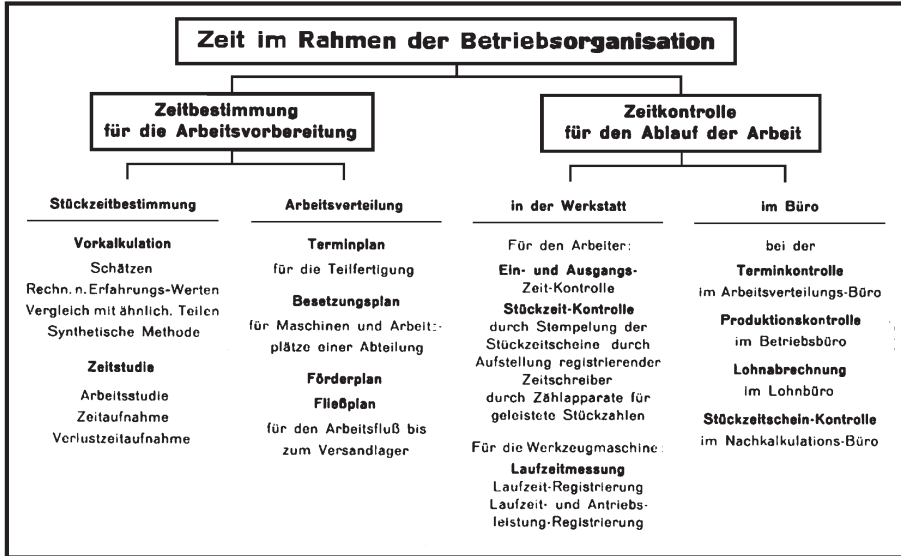 Zeit im Rahmen der Betriebsorganisation
Zeitbestimmung
für die Arbeitsvorbereitung
Zeitkontrolle
für den Ablauf der Arbeit
Stückzeitbestimmung
Vorkalkulation
Schätzen
Rechn. n. Erfahrungs-Werten
Vergleich mit ähnlich. Teilen
Synthetische Methode
Zeitstudie
Arbeitsstudie
Zeitaufnahme
Verlustzeitaufnahme
Arbeitsverteilung
Terminplan
für die Teilfertigung
Besetzungsplan
für Maschinen und Arbeits-
plätze einer Abteilung
Förderplan
Fließplan
für den Arbeitsfluß bis
zum Versandlager
in der Werkstatt
Für den Arbeiter:
Ein- und Ausgangs-
Zeit-Kontrolle
Stückzeit-Kontrolle
durch Stempelung der
Stückzeitscheine durch
Aufstellung registrierender
Zeitschreiber
durch Zählapparate für
geleistete Stückzahlen
Für die Werkzeugmaschine:
Laufzeitmessung
Laufzeit-Registrierung
Laufzeit- und Antriebs-
leistung-Registrierung
im Büro
bei der
Terminkontrolle
im Arbeitsverteilungs-Büro
Produktionskontrolle
im Betriebsbüro
Lohnabrechnung
im Lohnbüro
Stückzeitschein-Kontrolle
im Nachkalkulations-Büro